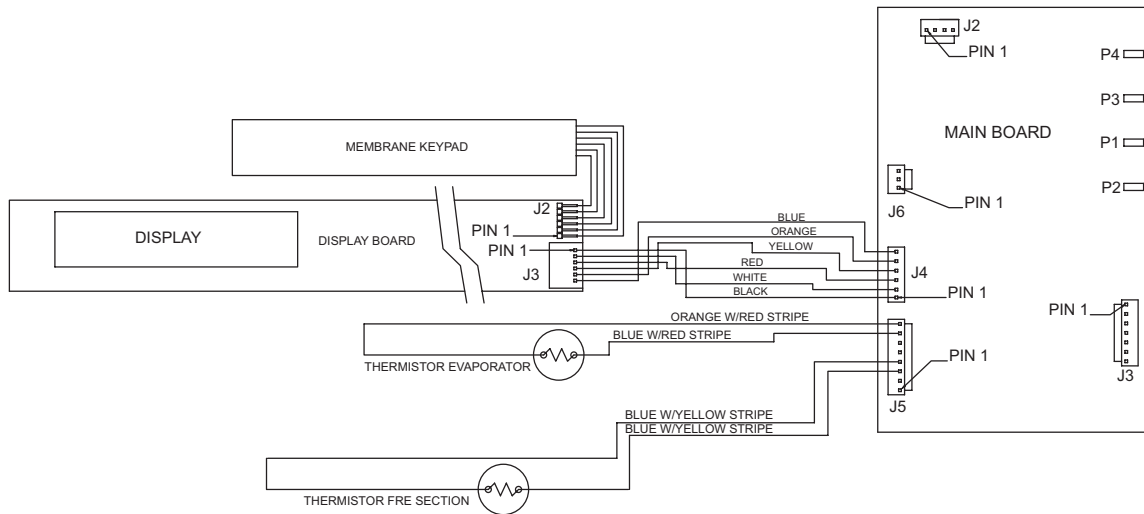 J2
PIN 1
P4
P3
MAIN BOARD
P1
P2
J6
PIN 1
MEMBRANE KEYPAD
J2
PIN 1
DISPLAY
DISPLAY BOARD
PIN 1
J3
BLUE
ORANGE
YELLOW
RED
WHITE
BLACK
J4
PIN 1
PIN 1
J3
ORANGE W/RED STRIPE
BLUE W/RED STRIPE
THERMISTOR EVAPORATOR
PIN 1
J5
BLUE W/YELLOW STRIPE
BLUE W/YELLOW STRIPE
THERMISTOR FRE SECTION